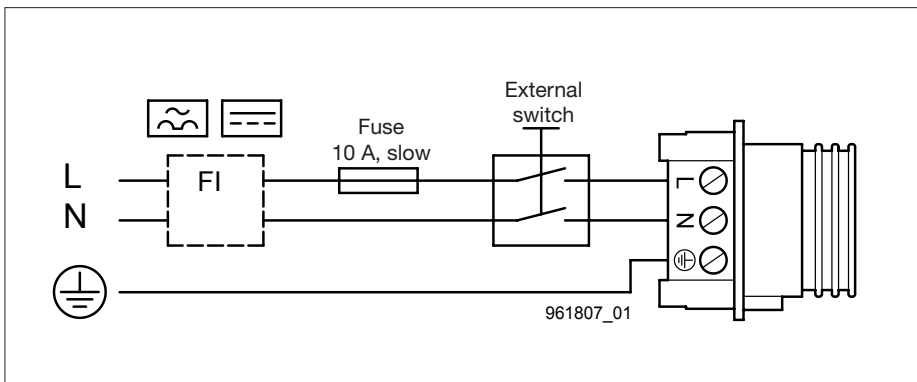 External
switch
Fuse
10 A, slow
L
FI
N
L
N
961807_01